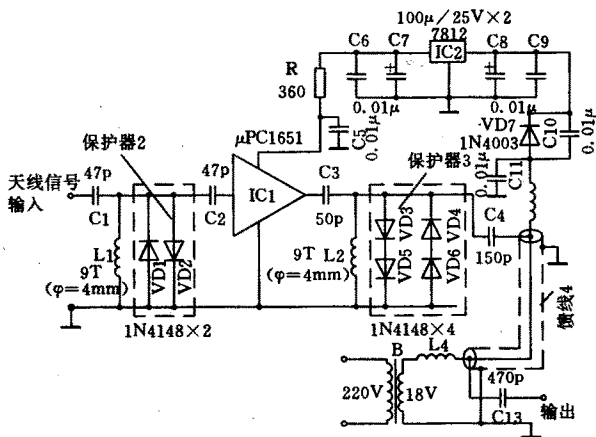 100μ/25V×2
C6 C7 7812 C8 C9
IC2
R
360
0.01μ
0.01μ
C5
0.01μ
VD7
1N4003
C10
0.01μ
C11
0.01μ
μPC1651
保护器2
保护器3
天线信号
输入
47p
C1
47p
C2
IC1
C3
50p
VD3
VD4
VD5
VD6
C4
150p
L1
9T
(φ=4mm)
VD1
VD2
9T L2
(φ=4mm)
1N4148×2
1N4148×4
馈线4
B
L4
220V
18V
470p
C13
输出